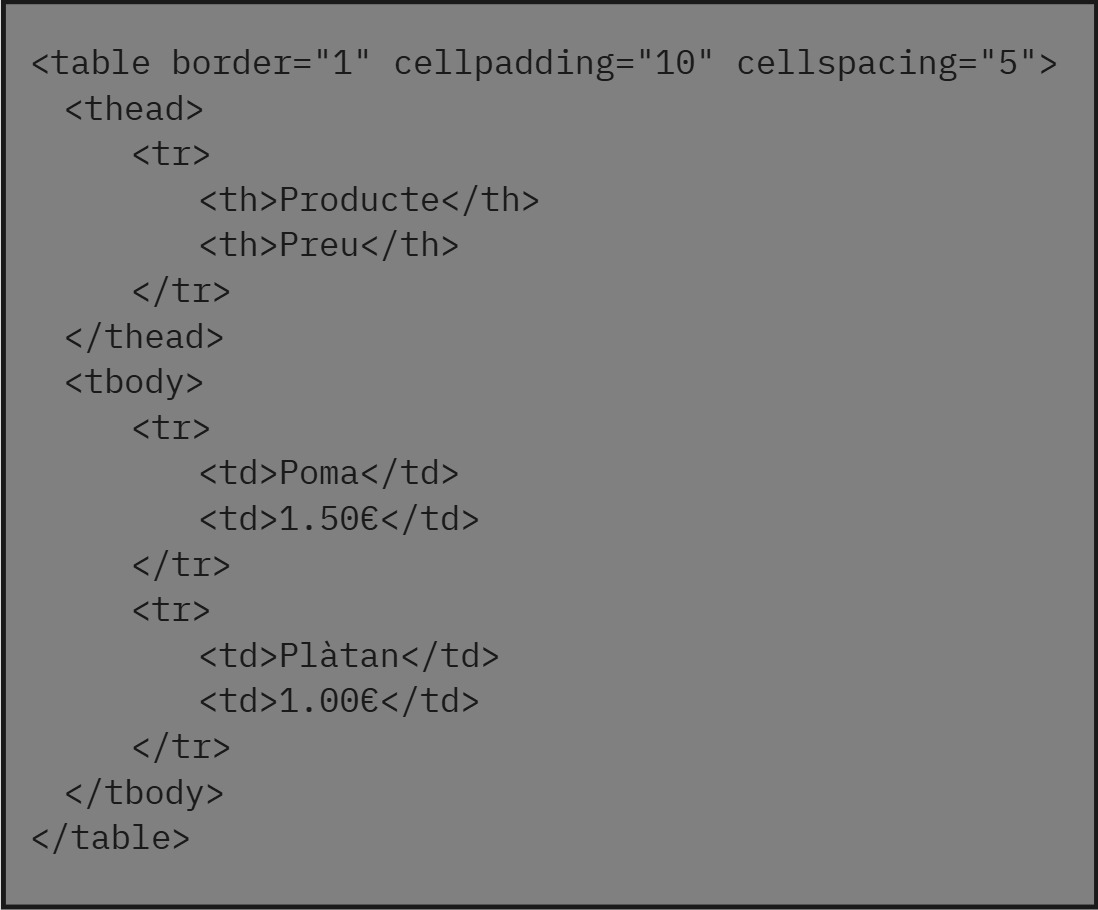 <table border="1" cellpadding="10" cellspacing="5">
  <thead>
      <tr>
          <th>Producte</th>
          <th>Preu</th>
      </tr>
  </thead>
  <tbody>
      <tr>
          <td>Poma</td>
          <td>1.50€</td>
      </tr>
      <tr>
          <td>Plàtan</td>
          <td>1.00€</td>
      </tr>
  </tbody>
</table>